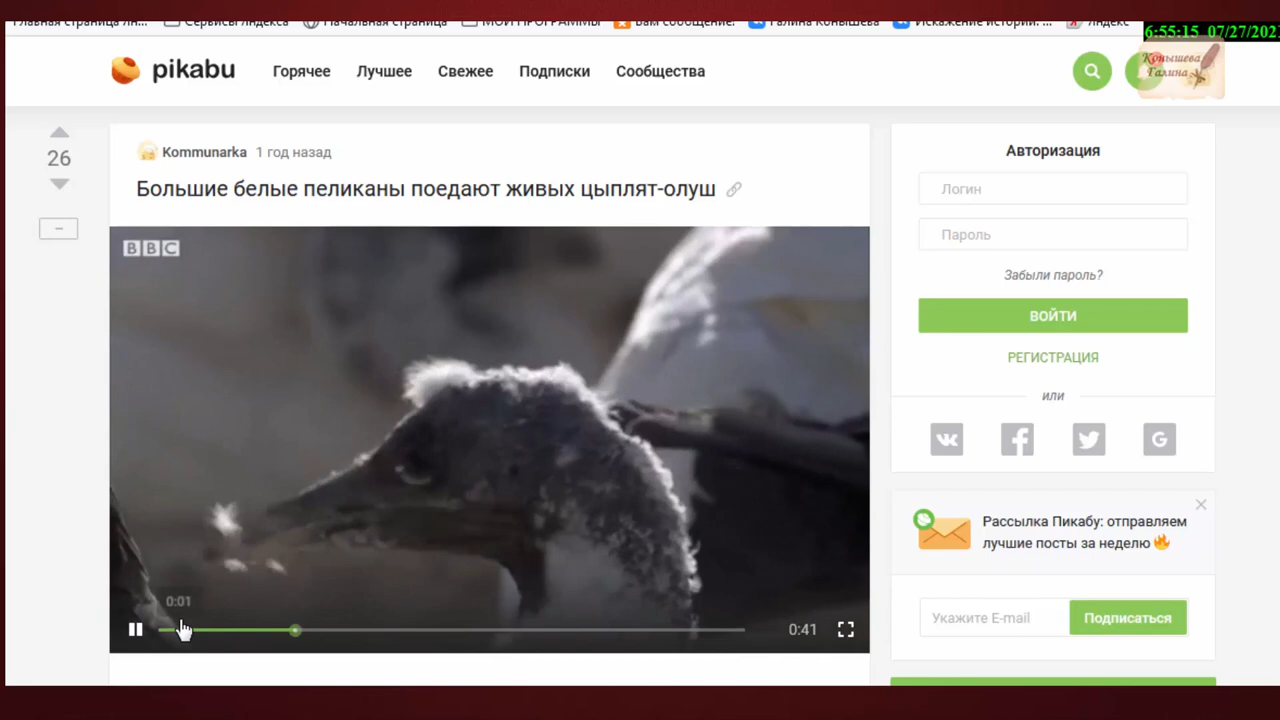 Сервисы Яндекса
Начальная страница
МОИ ПРОГРАММЫ
Вам сообщение.
Галина Конышева
Искажение истории. ...
Яндекс
6:55:15 07/27/202
pikabu
Горячее
Лучшее
Свежее
Подписки
Сообщества
Конышева
Галина
26
Kommunarka 1 год назад
Большие белые пеликаны поедают живых цыплят-олуш
BBC
0:01
0:41
Авторизация
Логин
Пароль
Забыли пароль?
ВОЙТИ
РЕГИСТРАЦИЯ
или
Рассылка Пикабу: отправляем
лучшие посты за неделю 🔥
Укажите E-mail
Подписаться